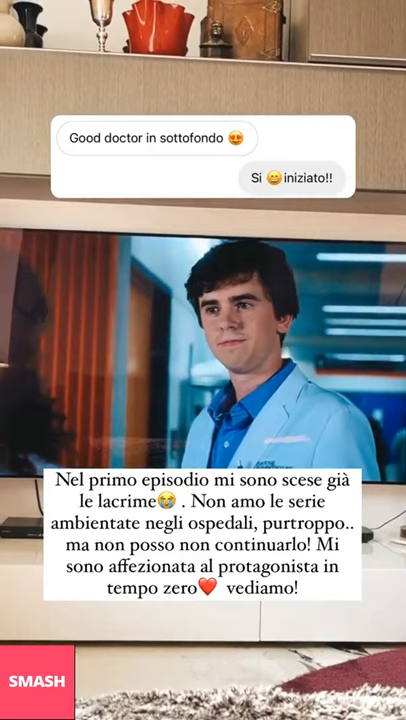 Good doctor in sottofondo 😍
Si 😄iniziato!!
Nel primo episodio mi sono scese già
le lacrime😭 . Non amo le serie
ambientate negli ospedali, purtroppo..
ma non posso non continuarlo! Mi
sono affezionata al protagonista in
tempo zero❤️ vediamo!
SMASH